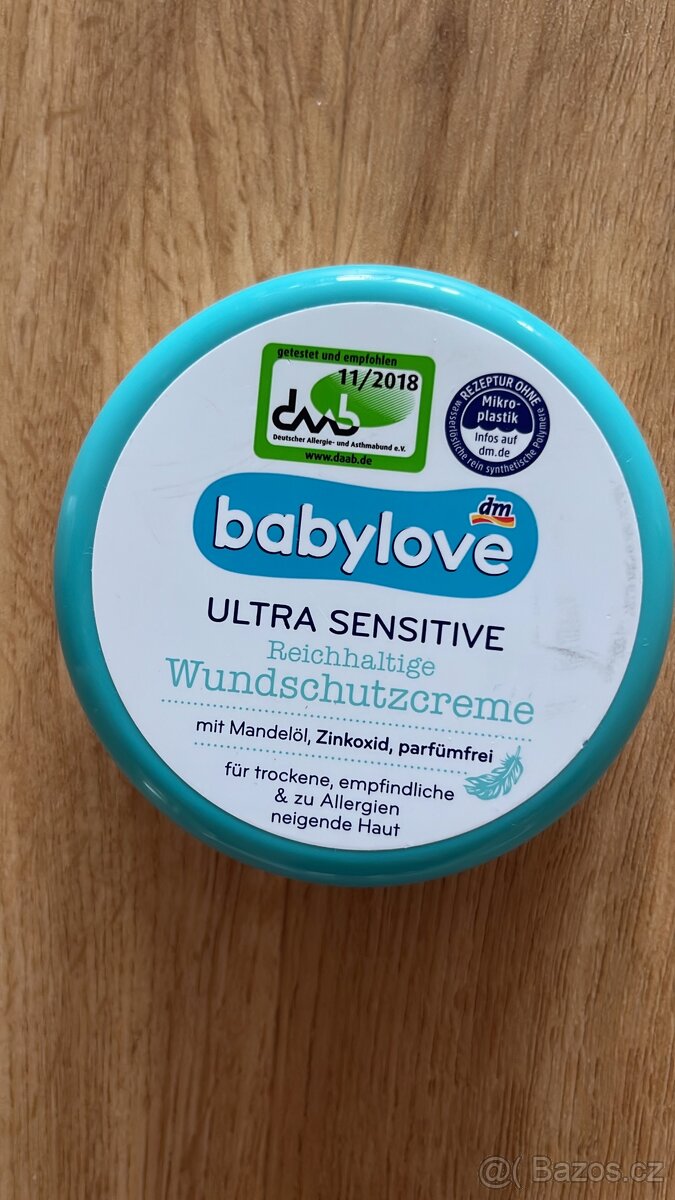 getestet und empfohlen
11/2018
daab
Deutscher Allergie- und Asthmabund e.V.
www.daab.de
REZEPTUR OHNE
Mikro-
plastik
Infos auf
dm.de
wasserlösliche rein synthetische Polymere
dm
babylove
ULTRA SENSITIVE
Reichhaltige
Wundschutzcreme
mit Mandelöl, Zinkoxid, parfümfrei
für trockene, empfindliche
& zu Allergien
neigende Haut
@( Bazos.cz